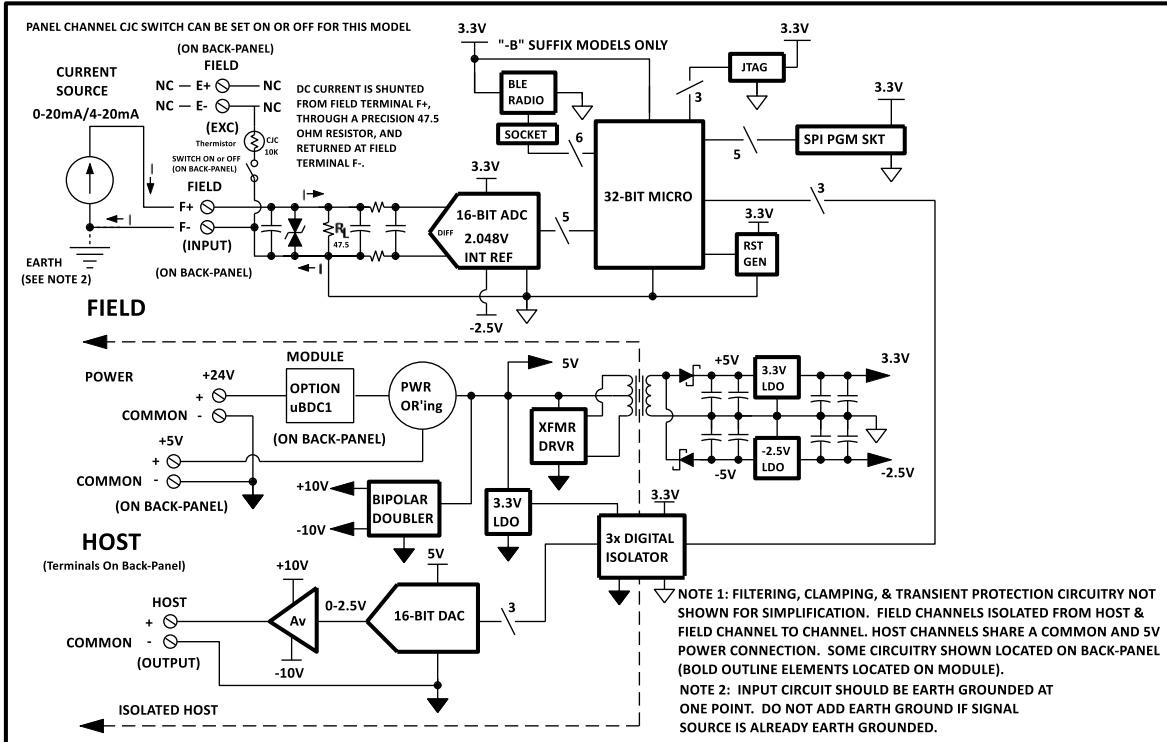 PANEL CHANNEL CJC SWITCH CAN BE SET ON OR OFF FOR THIS MODEL
(ON BACK-PANEL)
FIELD
NC
E+
NC
NC
E-
NC
(EXC)
CURRENT
SOURCE
0-20mA/4-20mA
Thermistor
CJC
10K
SWITCH ON or OFF
(ON BACK-PANEL)
DC CURRENT IS SHUNTED
FROM FIELD TERMINAL F+,
THROUGH A PRECISION 47.5
OHM RESISTOR, AND
RETURNED AT FIELD
TERMINAL F-.
I
I
FIELD
F+
F-
(INPUT)
(ON BACK-PANEL)
EARTH
(SEE NOTE 2)
I
I
RL
47.5
3.3V
DIFF
16-BIT ADC
2.048V
INT REF
-2.5V
5
3.3V
"-B" SUFFIX MODELS ONLY
BLE
RADIO
SOCKET
6
32-BIT MICRO
3.3V
JTAG
3
3.3V
5
SPI PGM SKT
3
3.3V
RST
GEN
FIELD
POWER
+24V
+
COMMON -
+5V
+
COMMON -
(ON BACK-PANEL)
MODULE
OPTION
uBDC1
(ON BACK-PANEL)
PWR
OR'ing
5V
XFMR
DRVR
+5V
3.3V
LDO
3.3V
-5V
-2.5V
LDO
-2.5V
+10V
-10V
BIPOLAR
DOUBLER
3.3V
LDO
3.3V
3x DIGITAL
ISOLATOR
HOST
(Terminals On Back-Panel)
HOST
+
COMMON -
(OUTPUT)
+10V
Av
-10V
0-2.5V
5V
16-BIT DAC
3
ISOLATED HOST
NOTE 1: FILTERING, CLAMPING, & TRANSIENT PROTECTION CIRCUITRY NOT
SHOWN FOR SIMPLIFICATION. FIELD CHANNELS ISOLATED FROM HOST &
FIELD CHANNEL TO CHANNEL. HOST CHANNELS SHARE A COMMON AND 5V
POWER CONNECTION. SOME CIRCUITRY SHOWN LOCATED ON BACK-PANEL
(BOLD OUTLINE ELEMENTS LOCATED ON MODULE).
NOTE 2: INPUT CIRCUIT SHOULD BE EARTH GROUNDED AT
ONE POINT. DO NOT ADD EARTH GROUND IF SIGNAL
SOURCE IS ALREADY EARTH GROUNDED.